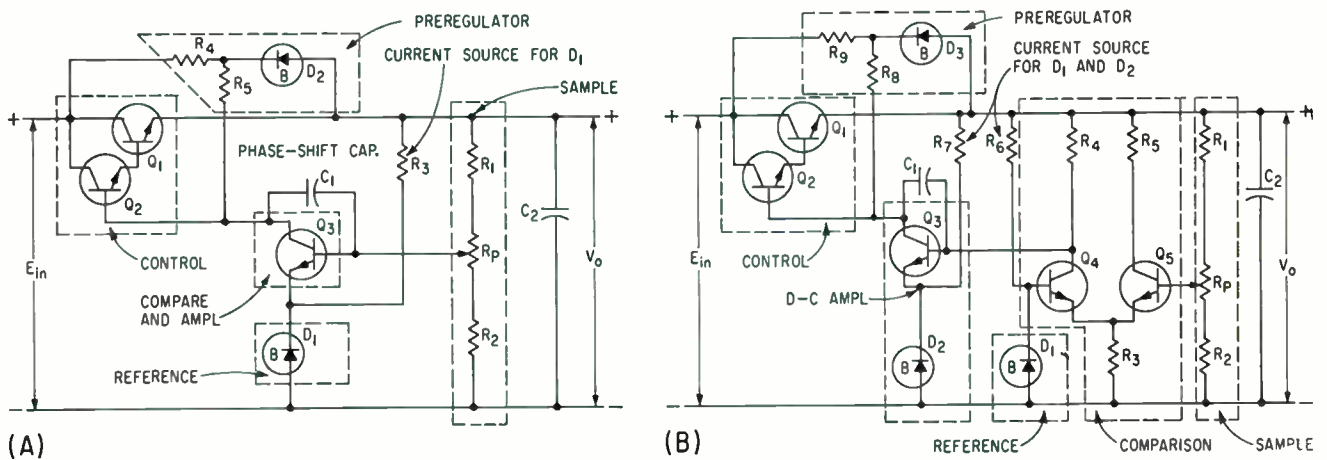 PREREGULATOR
CURRENT SOURCE FOR D1
R4
B
D2
R5
SAMPLE
+
+
Q1
PHASE-SHIFT CAP.
R3
R1
Q2
C1
C2
Q3
Ein
CONTROL
RP
Vo
COMPARE
AND AMPL
D1
R2
B
REFERENCE
(A)
PREREGULATOR
CURRENT SOURCE
FOR D1 AND D2
R9
B
D3
R8
+
+
Q1
R7
R6
R4
R5
R1
Q2
C1
C2
Q3
Ein
CONTROL
Q4
Q5
Vo
D-C AMPL
RP
D2
D1
B
B
R3
R2
REFERENCE
COMPARISON
SAMPLE
(B)